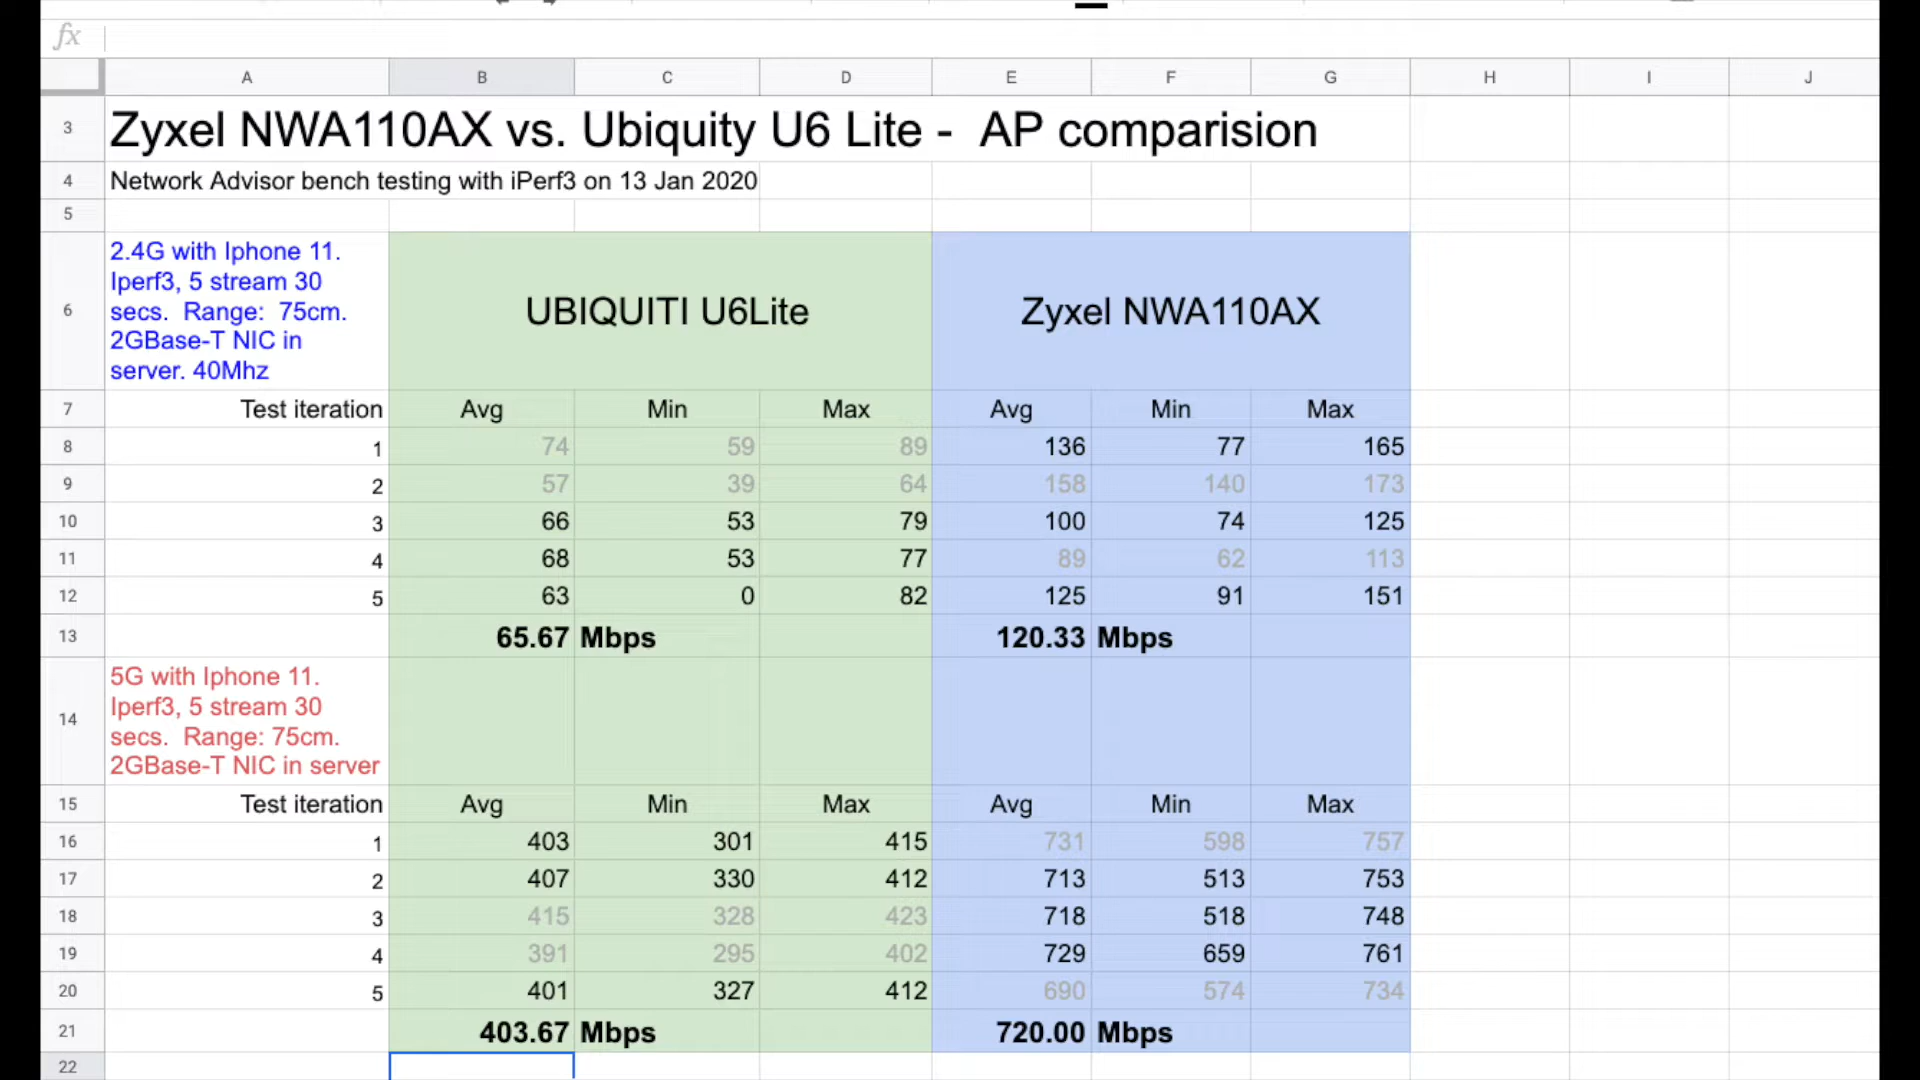 fx
A B C D E F G H I J
3 Zyxel NWA110AX vs. Ubiquity U6 Lite - AP comparision
4 Network Advisor bench testing with iPerf3 on 13 Jan 2020
5
6 2.4G with Iphone 11.
Iperf3, 5 stream 30
secs. Range: 75cm.
2GBase-T NIC in
server. 40Mhz
UBIQUITI U6Lite Zyxel NWA110AX
7 Test iteration Avg Min Max Avg Min Max
8 1 74 59 89 136 77 165
9 2 57 39 64 158 140 173
10 3 66 53 79 100 74 125
11 4 68 53 77 89 62 113
12 5 63 0 82 125 91 151
13 65.67 Mbps 120.33 Mbps
14 5G with Iphone 11.
Iperf3, 5 stream 30
secs. Range: 75cm.
2GBase-T NIC in server
15 Test iteration Avg Min Max Avg Min Max
16 1 403 301 415 731 598 757
17 2 407 330 412 713 513 753
18 3 415 328 423 718 518 748
19 4 391 295 402 729 659 761
20 5 401 327 412 690 574 734
21 403.67 Mbps 720.00 Mbps
22